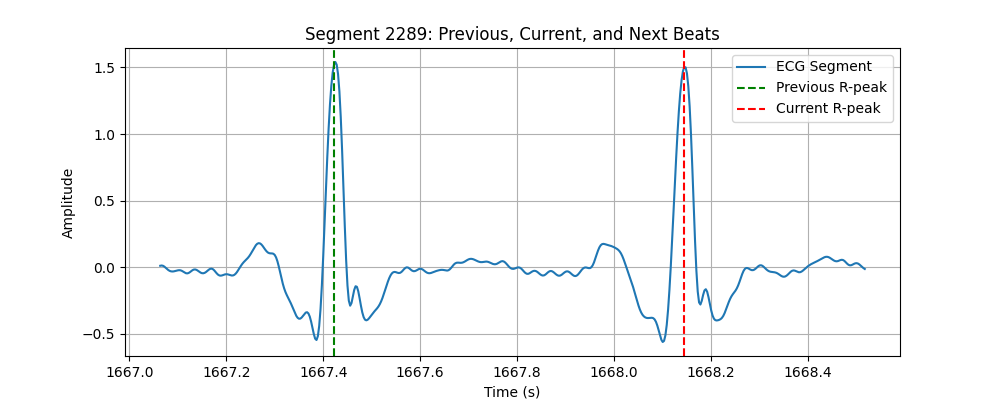 Segment 2289: Previous, Current, and Next Beats
ECG Segment
Previous R-peak
Current R-peak
Amplitude
1.5
1.0
0.5
0.0
−0.5
1667.0 1667.2 1667.4 1667.6 1667.8 1668.0 1668.2 1668.4
Time (s)